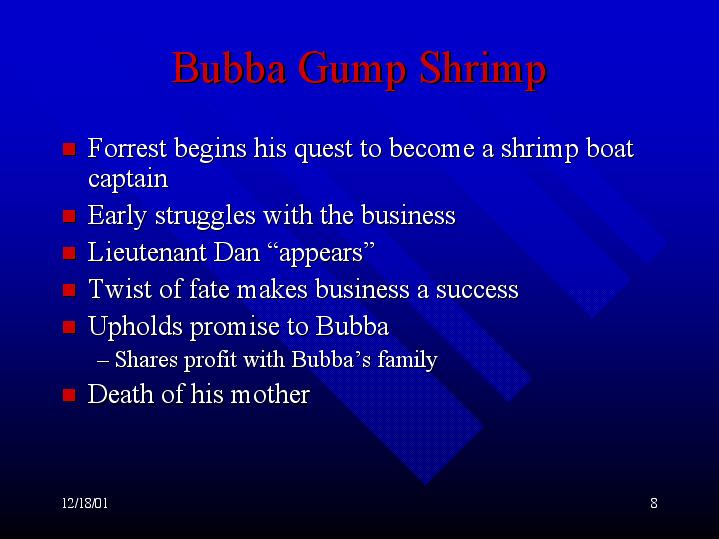 Bubba Gump Shrimp
Forrest begins his quest to become a shrimp boat
captain
Early struggles with the business
Lieutenant Dan “appears”
Twist of fate makes business a success
Upholds promise to Bubba
– Shares profit with Bubba’s family
Death of his mother
12/18/01
8